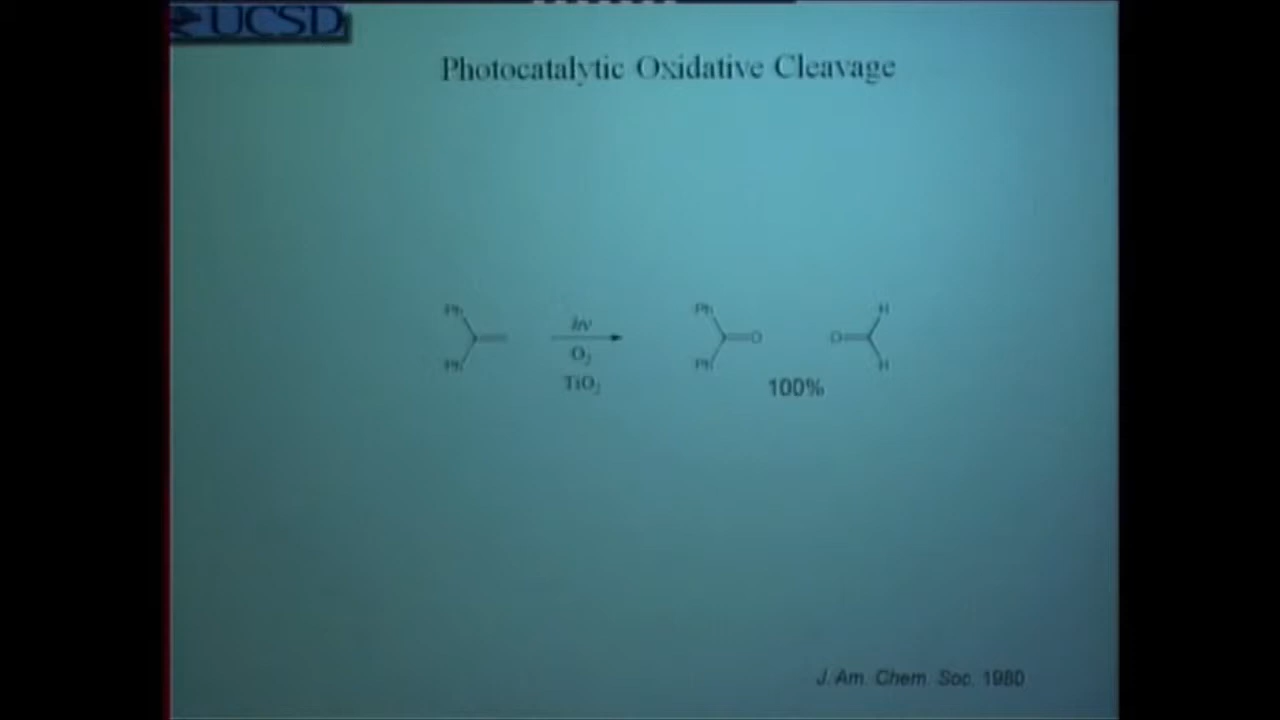 UCSD
Photocatalytic Oxidative Cleavage
Ph
Ph
hν
O2
TiO2
Ph
Ph
O
O
H
H
100%
J. Am. Chem. Soc. 1980